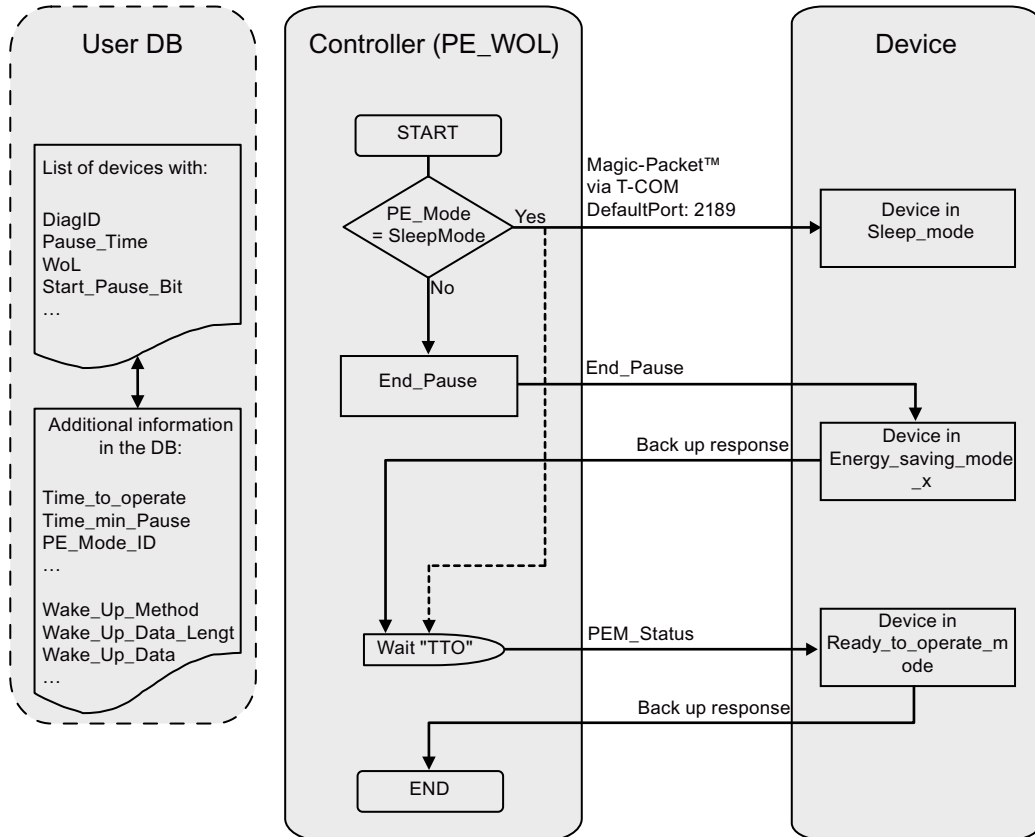 User DB
List of devices with:
DiagID
Pause_Time
WoL
Start_Pause_Bit
…
Additional information
in the DB:
Time_to_operate
Time_min_Pause
PE_Mode_ID
…
Wake_Up_Method
Wake_Up_Data_Lengt
Wake_Up_Data
…
Controller (PE_WOL)
START
PE_Mode
= SleepMode
Yes
No
End_Pause
Wait "TTO"
END
Magic-Packet™
via T-COM
DefaultPort: 2189
End_Pause
Back up response
PEM_Status
Back up response
Device
Device in
Sleep_mode
Device in
Energy_saving_mode
_x
Device in
Ready_to_operate_m
ode